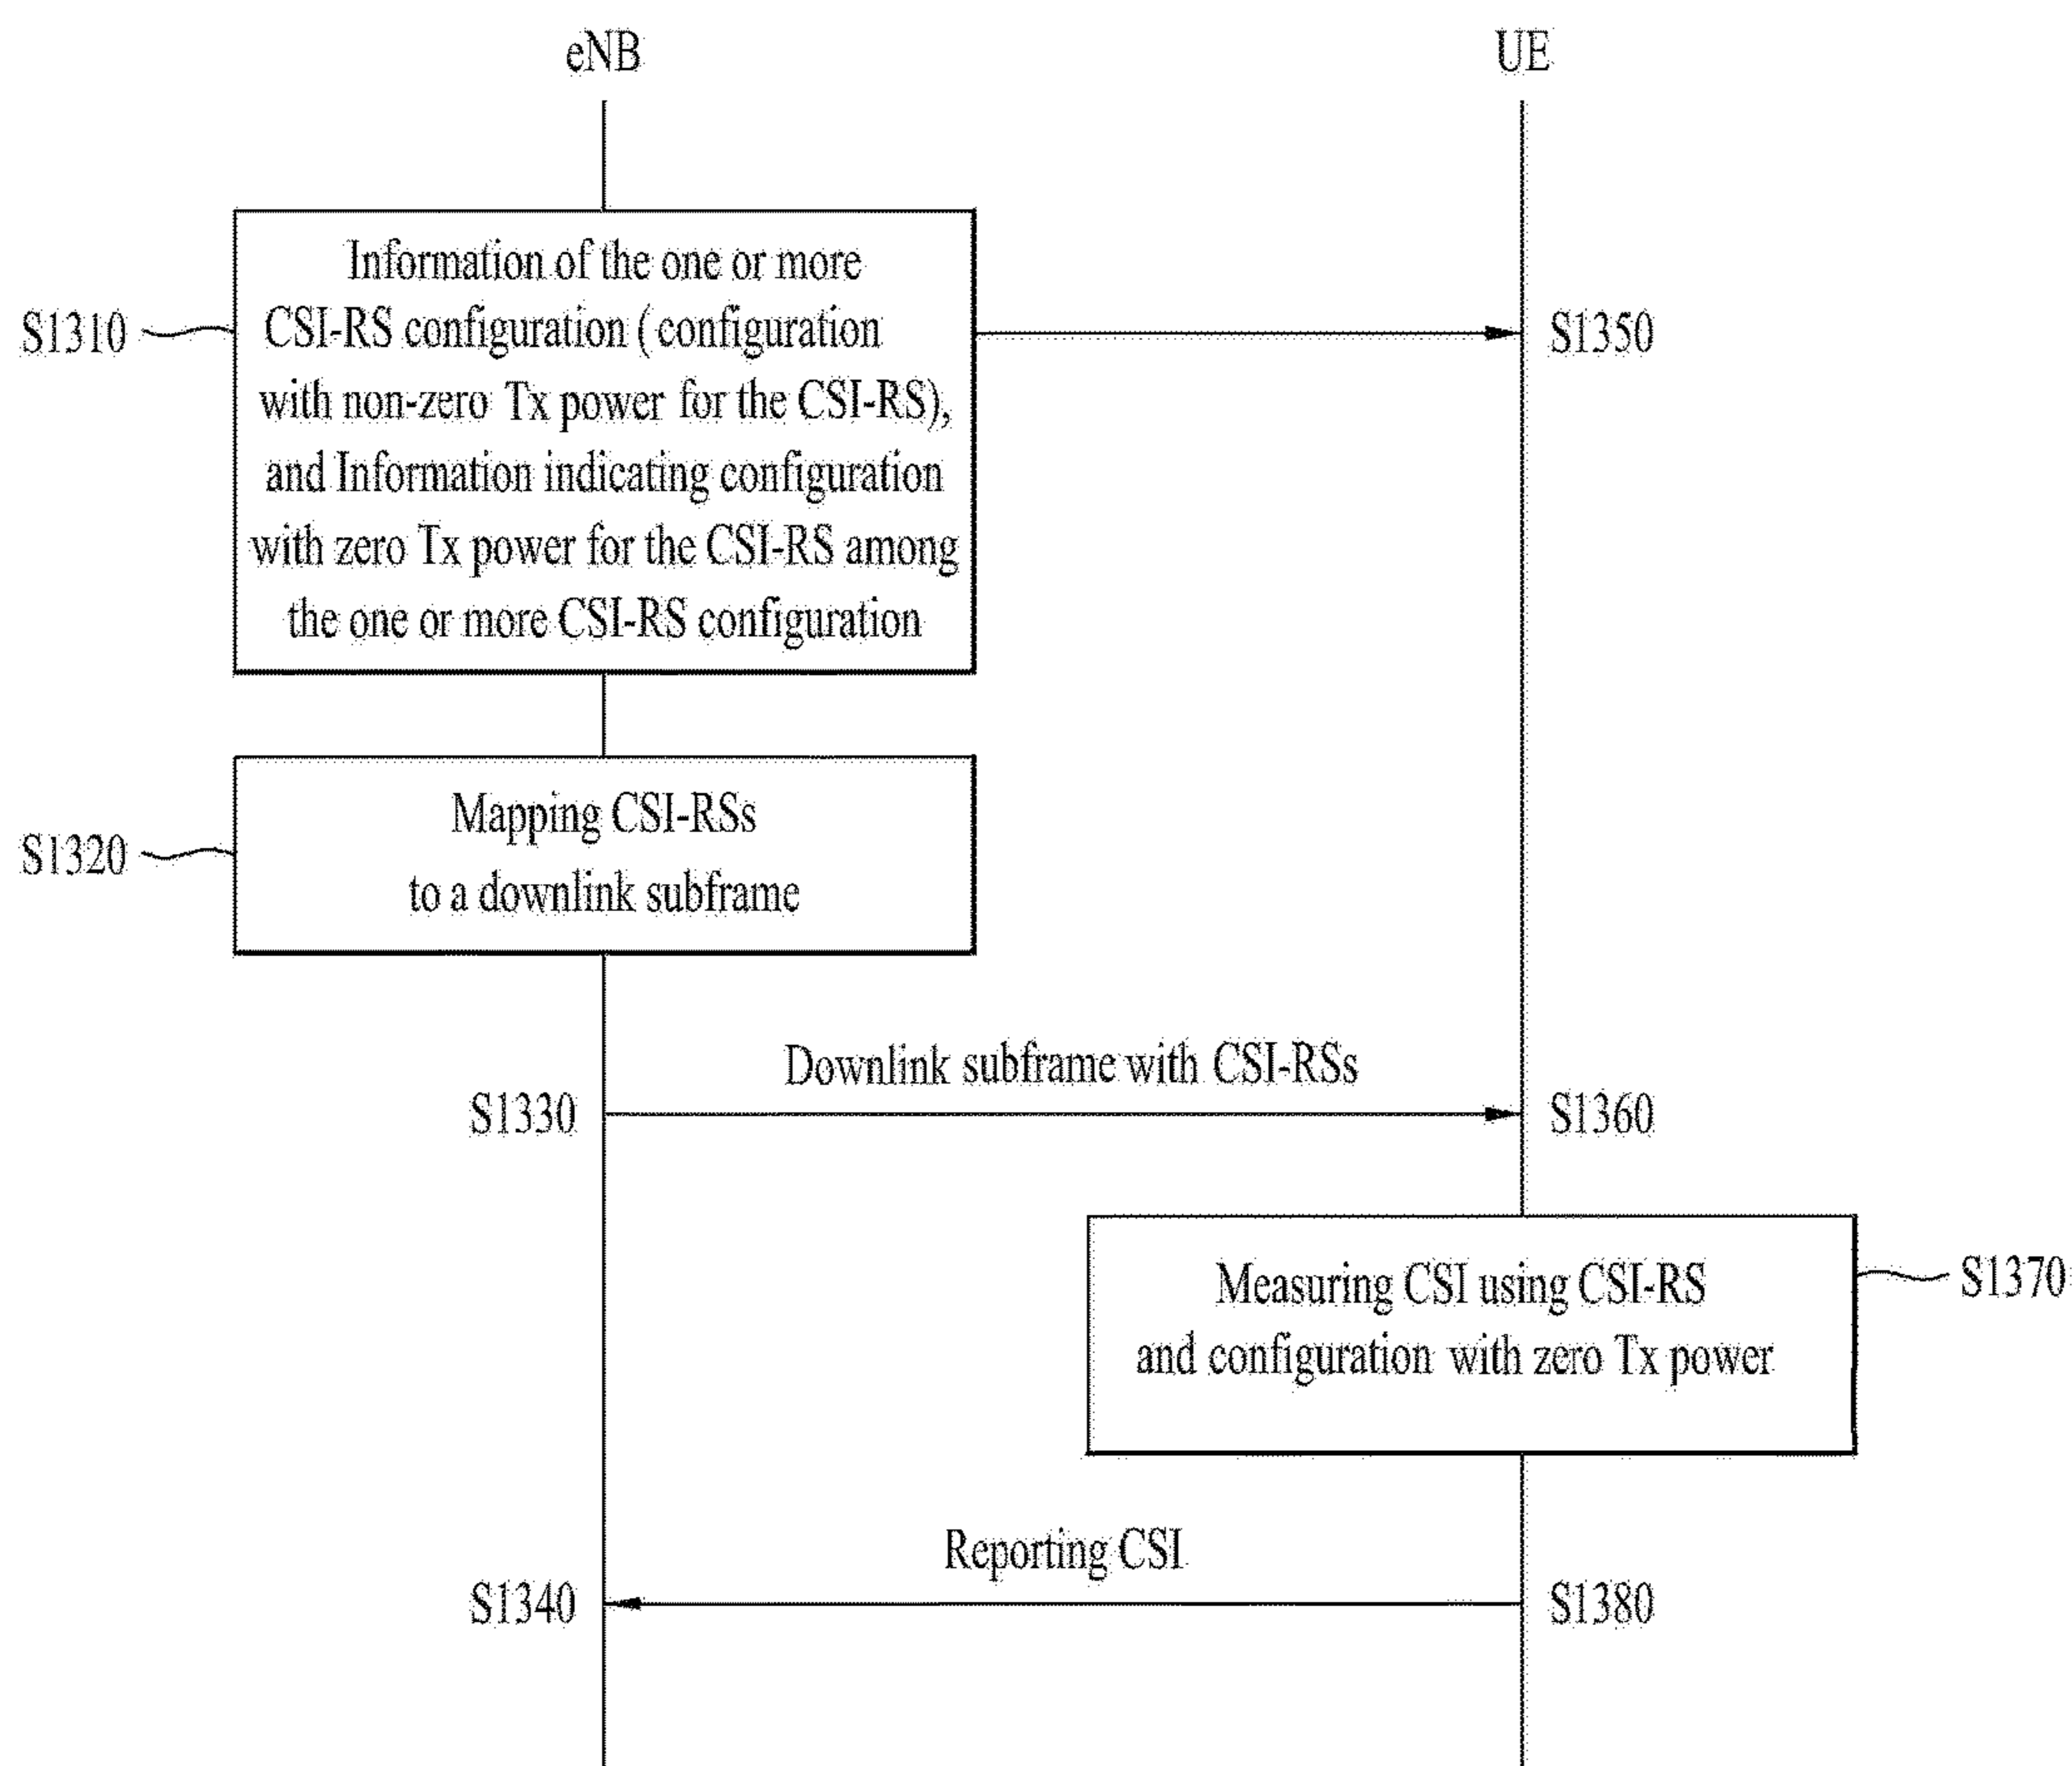 eNB
UE
Information of the one or more
CSI-RS configuration ( configuration
with non-zero Tx power for the CSI-RS),
and Information indicating configuration
with zero Tx power for the CSI-RS among
the one or more CSI-RS configuration
S1310
S1350
Mapping CSI-RSs
to a downlink subframe
S1320
Downlink subframe with CSI-RSs
S1330
S1360
Measuring CSI using CSI-RS
and configuration with zero Tx power
S1370
Reporting CSI
S1340
S1380